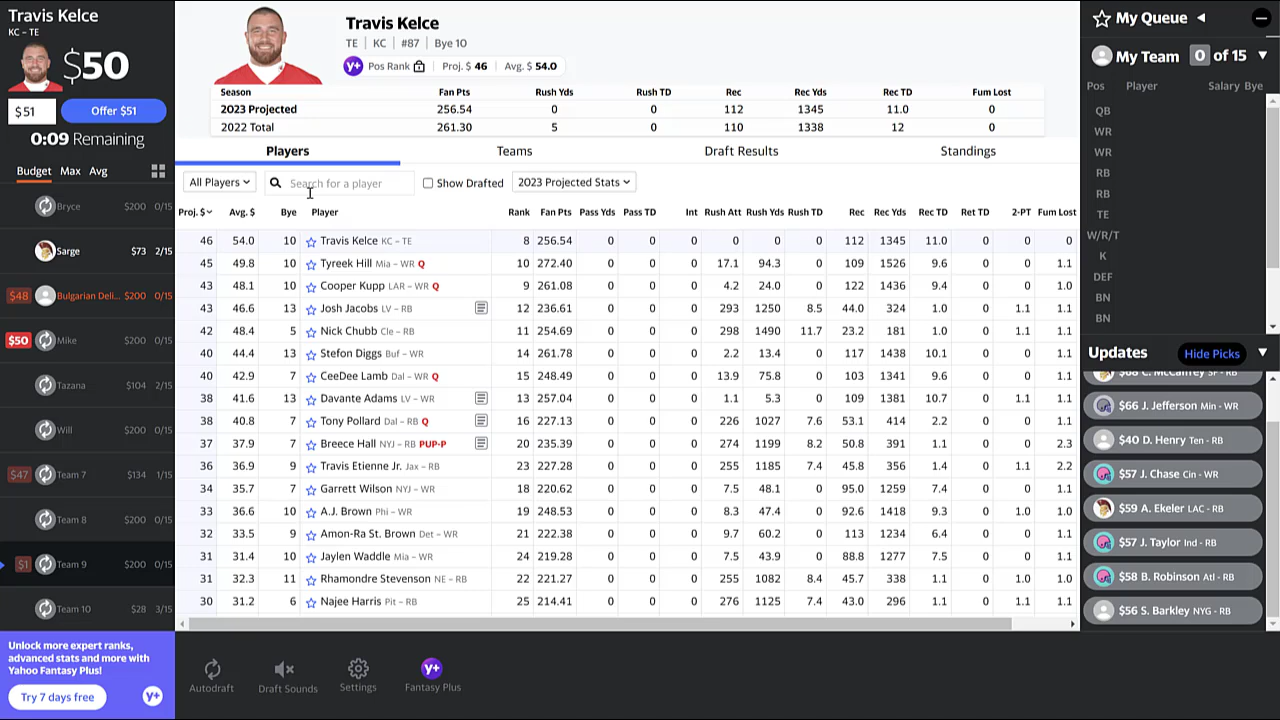 Travis Kelce
KC – TE
$50
$51 Offer $51
0:09 Remaining
Budget Max Avg
Bryce $200 0/15
Sarge $73 2/15
$48 Bulgarian Deli... $200 0/15
$50 Mike $200 0/15
Tazana $104 2/15
Will $200 0/15
$47 Team 7 $134 1/15
Team 8 $200 0/15
$1 Team 9 $200 0/15
Team 10 $28 3/15
Unlock more expert ranks,
advanced stats and more with
Yahoo Fantasy Plus!
Try 7 days free y+
Travis Kelce
TE KC #87 Bye 10
y+ Pos Rank Proj. $ 46 Avg. $ 54.0
Season Fan Pts Rush Yds Rush TD Rec Rec Yds Rec TD Fum Lost
2023 Projected 256.54 0 0 112 1345 11.0 0
2022 Total 261.30 5 0 110 1338 12 0
Players Teams Draft Results Standings
All Players Search for a player Show Drafted 2023 Projected Stats
Proj. $ Avg. $ Bye Player Rank Fan Pts Pass Yds Pass TD Int Rush Att Rush Yds Rush TD Rec Rec Yds Rec TD Ret TD 2-PT Fum Lost
46 54.0 10 Travis Kelce KC – TE 8 256.54 0 0 0 0 0 0 112 1345 11.0 0 0 0
45 49.8 10 Tyreek Hill Mia – WR Q 10 272.40 0 0 0 17.1 94.3 0 109 1526 9.6 0 0 1.1
43 48.1 10 Cooper Kupp LAR – WR Q 9 261.08 0 0 0 4.2 24.0 0 122 1436 9.4 0 0 1.0
43 46.6 13 Josh Jacobs LV – RB 12 236.61 0 0 0 293 1250 8.5 44.0 324 1.0 0 1.1 1.1
42 48.4 5 Nick Chubb Cle – RB 11 254.69 0 0 0 298 1490 11.7 23.2 181 1.0 0 0 1.1
40 44.4 13 Stefon Diggs Buf – WR 14 261.78 0 0 0 2.2 13.4 0 117 1438 10.1 0 0 1.1
40 42.9 7 CeeDee Lamb Dal – WR Q 15 248.49 0 0 0 13.9 75.8 0 103 1341 9.6 0 0 1.1
38 41.6 13 Davante Adams LV – WR 13 257.04 0 0 0 1.1 5.3 0 109 1381 10.7 0 1.1 1.1
38 40.8 7 Tony Pollard Dal – RB Q 16 227.13 0 0 0 226 1027 7.6 53.1 414 2.2 0 0 1.1
37 37.9 7 Breece Hall NYJ – RB PUP-P 20 235.39 0 0 0 274 1199 8.2 50.8 391 1.1 0 0 2.3
36 36.9 9 Travis Etienne Jr. Jax – RB 23 227.28 0 0 0 255 1185 7.4 45.8 356 1.4 0 1.1 2.2
34 35.7 7 Garrett Wilson NYJ – WR 18 220.62 0 0 0 7.5 48.1 0 95.0 1259 7.4 0 0 1.1
33 36.6 10 A.J. Brown Phi – WR 19 248.53 0 0 0 8.3 47.4 0 92.6 1418 9.3 0 1.0 1.0
32 33.5 9 Amon-Ra St. Brown Det – WR 21 222.38 0 0 0 9.7 60.2 0 113 1234 6.4 0 0 1.1
31 31.4 10 Jaylen Waddle Mia – WR 24 219.28 0 0 0 7.5 43.9 0 88.8 1277 7.5 0 0 1.1
31 32.3 11 Rhamondre Stevenson NE – RB 22 221.27 0 0 0 255 1082 8.4 45.7 338 1.1 0 1.0 1.0
30 31.2 6 Najee Harris Pit – RB 25 214.41 0 0 0 276 1125 7.4 43.0 296 1.1 0 1.1 1.1
Autodraft Draft Sounds Settings y+ Fantasy Plus
My Queue
My Team 0 of 15
Pos Player Salary Bye
QB
WR
WR
RB
RB
TE
W/R/T
K
DEF
BN
BN
Updates Hide Picks
$68 C. McCaffrey SF - RB
$66 J. Jefferson Min - WR
$40 D. Henry Ten - RB
$57 J. Chase Cin - WR
$59 A. Ekeler LAC - RB
$57 J. Taylor Ind - RB
$58 B. Robinson Atl - RB
$56 S. Barkley NYG - RB